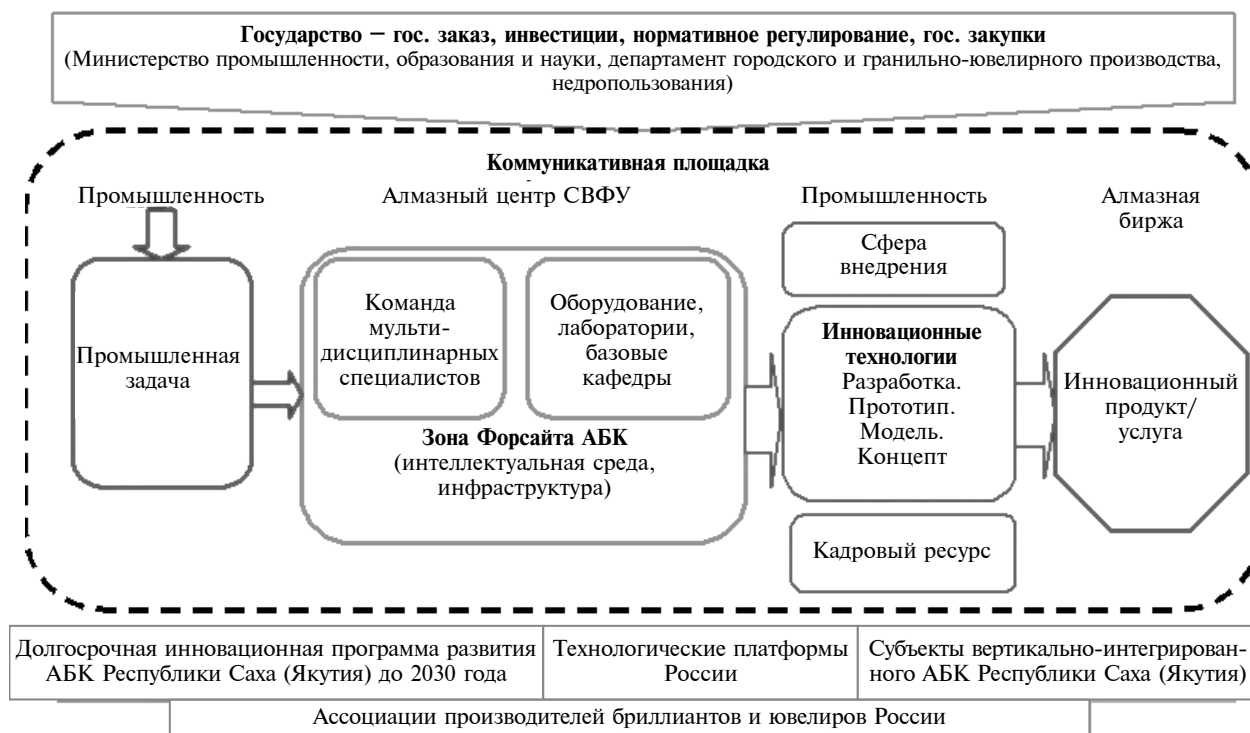 Государство – гос. заказ, инвестиции, нормативное регулирование, гос. закупки
(Министерство промышленности, образования и науки, департамент городского и гранильно-ювелирного производства,
недропользования)
Коммуникативная площадка
Промышленность
Алмазный центр СВФУ
Промышленность
Алмазная
биржа
Промышленная
задача
Команда
мульти-
дисциплинарных
специалистов
Оборудование,
лаборатории,
базовые
кафедры
Зона Форсайта АБК
(интеллектуальная среда,
инфраструктура)
Сфера
внедрения
Инновационные
технологии
Разработка.
Прототип.
Модель.
Концепт
Кадровый ресурс
Инновационный
продукт/
услуга
Долгосрочная инновационная программа развития
АБК Республики Саха (Якутия) до 2030 года
Технологические платформы
России
Субъекты вертикально-интегрирован-
ного АБК Республики Саха (Якутия)
Ассоциации производителей бриллиантов и ювелиров России